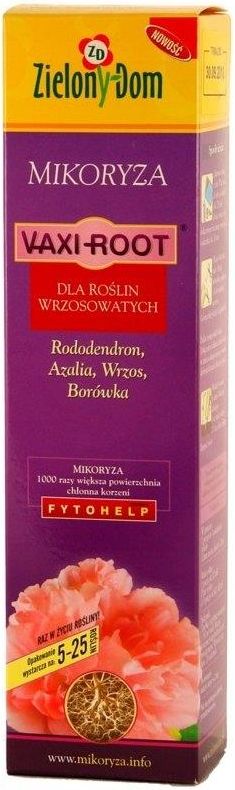 ZD
NOWOŚĆ
Zielony Dom
MIKORYZA
VAXI-ROOT®
DLA ROŚLIN
WRZOSOWATYCH
Rododendron,
Azalia, Wrzos,
Borówka
MIKORYZA
1000 razy większa powierzchnia
chłonna korzeni
FYTOHELP
RAZ W ŻYCIU ROŚLINY!
Opakowanie
wystarcza na: 5-25 ROŚLIN
www.mikoryza.info